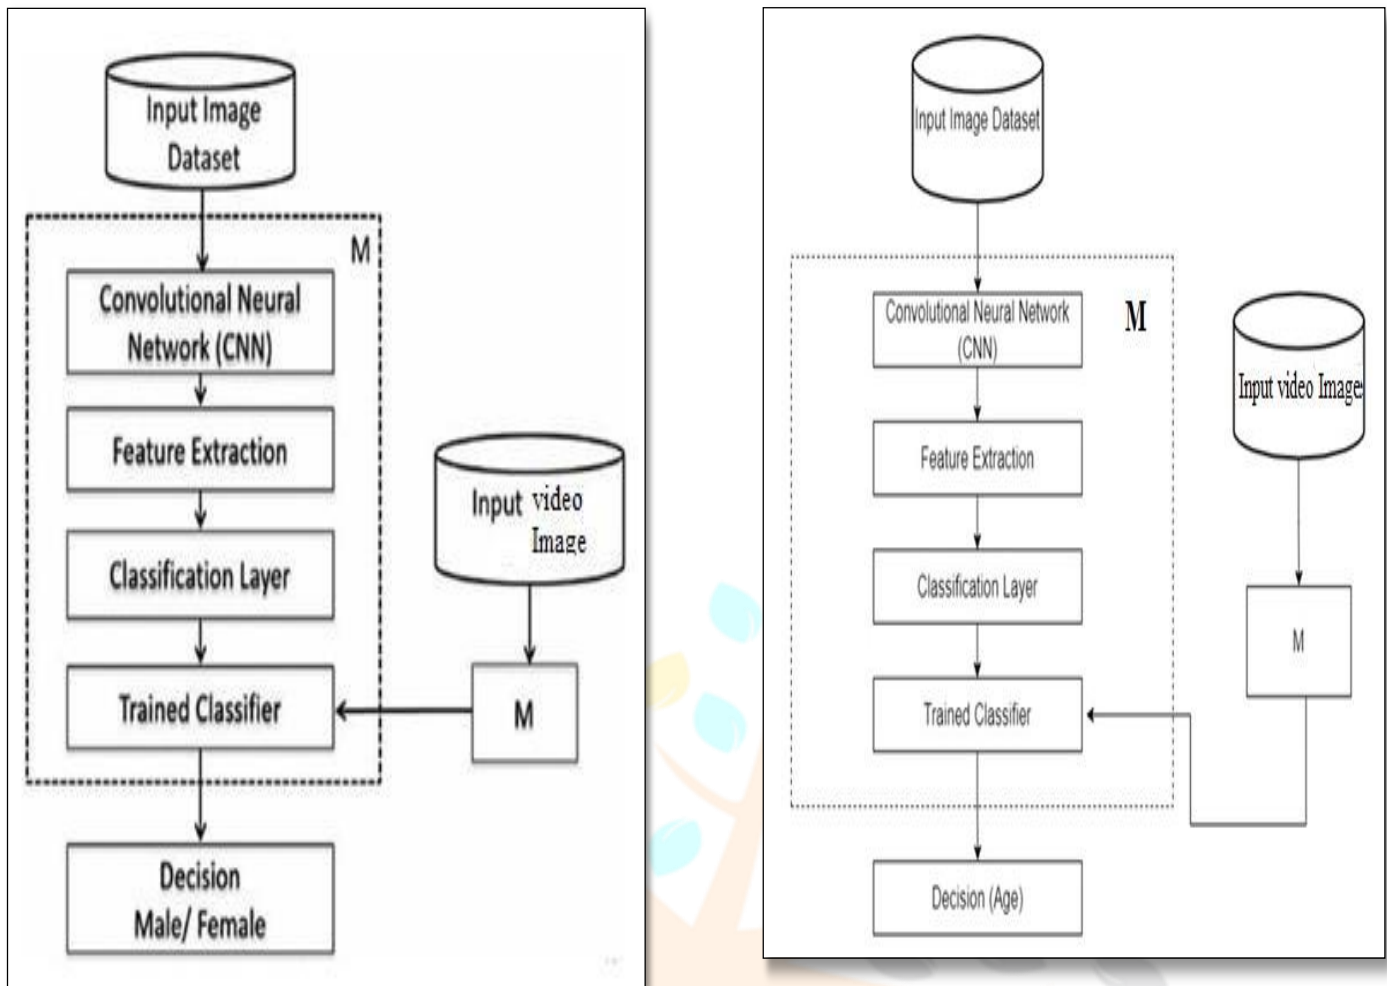 Input Image
Dataset
M
Convolutional Neural
Network (CNN)
Feature Extraction
Classification Layer
Trained Classifier
Input video
Image
M
Decision
Male/ Female
Input Image Dataset
M
Convolutional Neural Network
(CNN)
Feature Extraction
Classification Layer
Trained Classifier
Input video Image
M
Decision (Age)